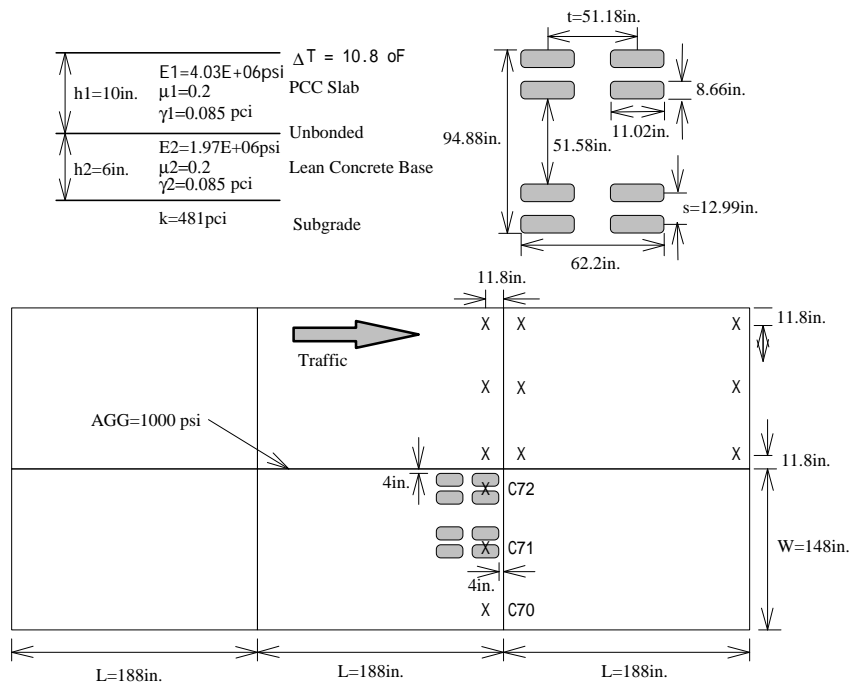 t=51.18in.
ΔT = 10.8 oF
h1=10in.
E1=4.03E+06psi
μ1=0.2
γ1=0.085 pci
PCC Slab
8.66in.
11.02in.
Unbonded
94.88in.
51.58in.
h2=6in.
E2=1.97E+06psi
μ2=0.2
γ2=0.085 pci
Lean Concrete Base
k=481pci
Subgrade
s=12.99in.
62.2in.
11.8in.
X X X
11.8in.
Traffic
X X X
AGG=1000 psi
X X X
11.8in.
4in.
X C72
X C71
W=148in.
4in.
X C70
L=188in.
L=188in.
L=188in.